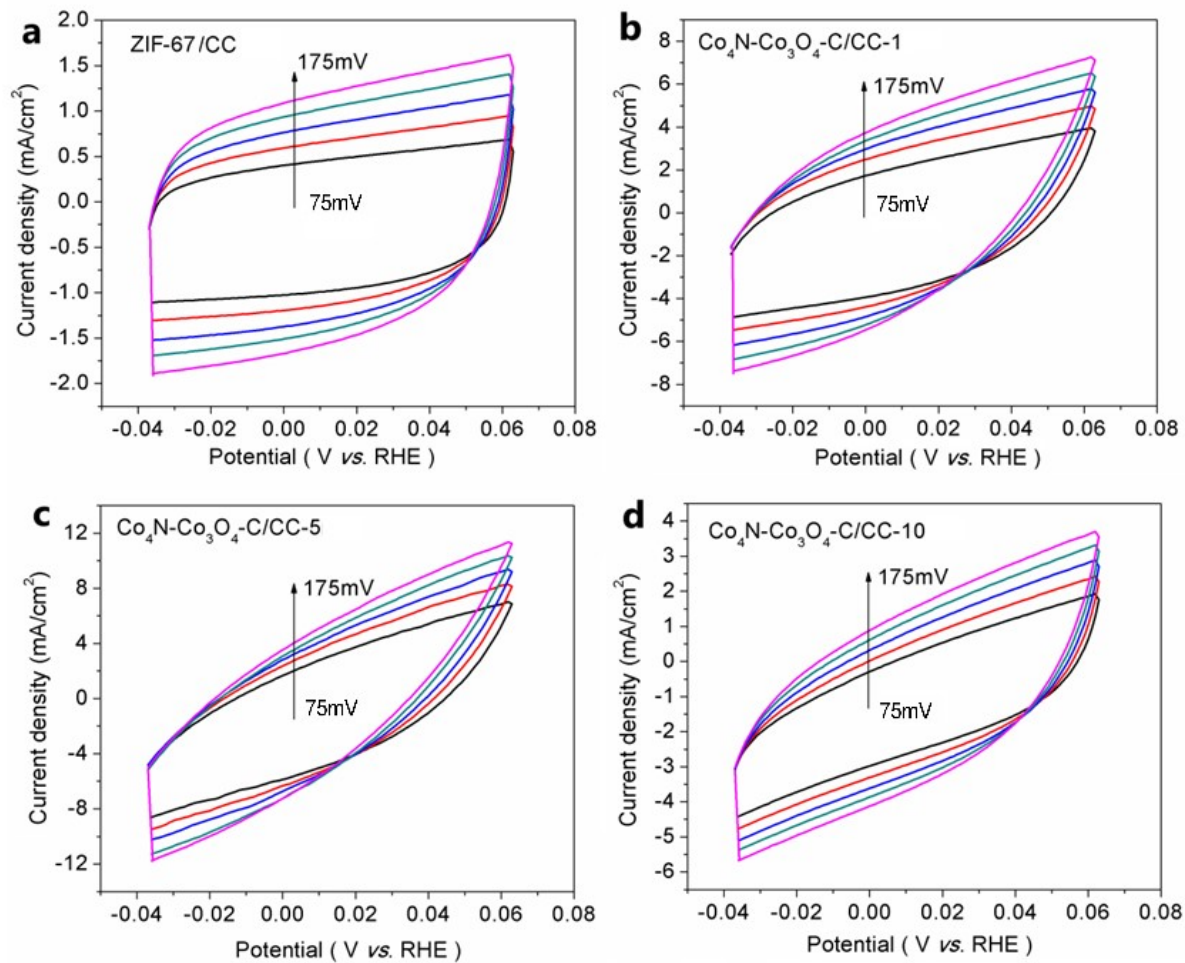 a
ZIF-67/CC
175mV
75mV
2.0
1.5
1.0
0.5
0.0
-0.5
-1.0
-1.5
-2.0
-0.04 -0.02 0.00 0.02 0.04 0.06 0.08
Current density (mA/cm²)
Potential ( V vs. RHE )
b
Co₄N-Co₃O₄-C/CC-1
175mV
75mV
8
6
4
2
0
-2
-4
-6
-8
-0.04 -0.02 0.00 0.02 0.04 0.06 0.08
Current density (mA/cm²)
Potential ( V vs. RHE )
c
Co₄N-Co₃O₄-C/CC-5
175mV
75mV
12
8
4
0
-4
-8
-12
-0.04 -0.02 0.00 0.02 0.04 0.06 0.08
Current density (mA/cm²)
Potential ( V vs. RHE )
d
Co₄N-Co₃O₄-C/CC-10
175mV
75mV
4
3
2
1
0
-1
-2
-3
-4
-5
-6
-0.04 -0.02 0.00 0.02 0.04 0.06 0.08
Current density (mA/cm²)
Potential ( V vs. RHE )